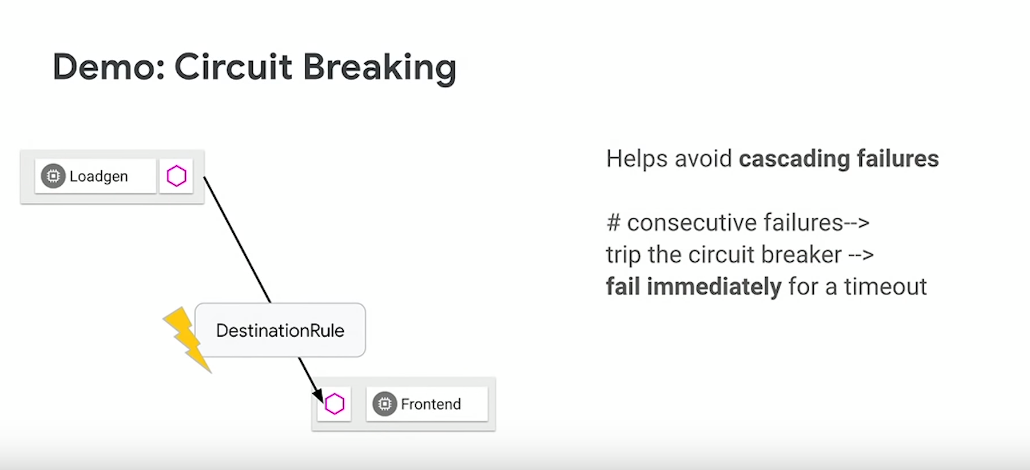 Demo: Circuit Breaking
Loadgen
Helps avoid cascading failures
# consecutive failures-->
trip the circuit breaker -->
fail immediately for a timeout
DestinationRule
Frontend